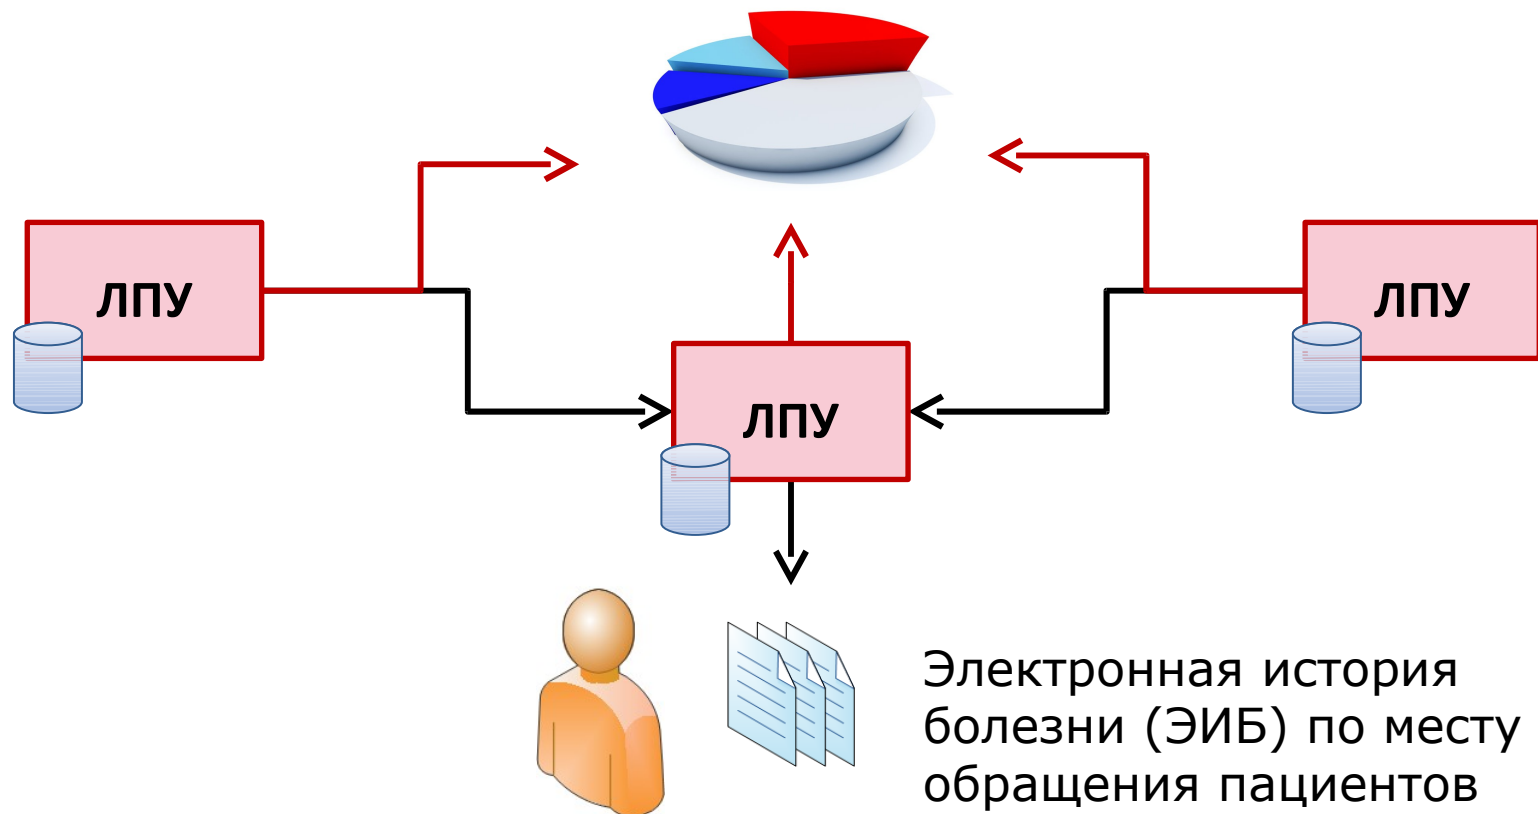 ЛПУ
ЛПУ
ЛПУ
Электронная история
болезни (ЭИБ) по месту
обращения пациентов